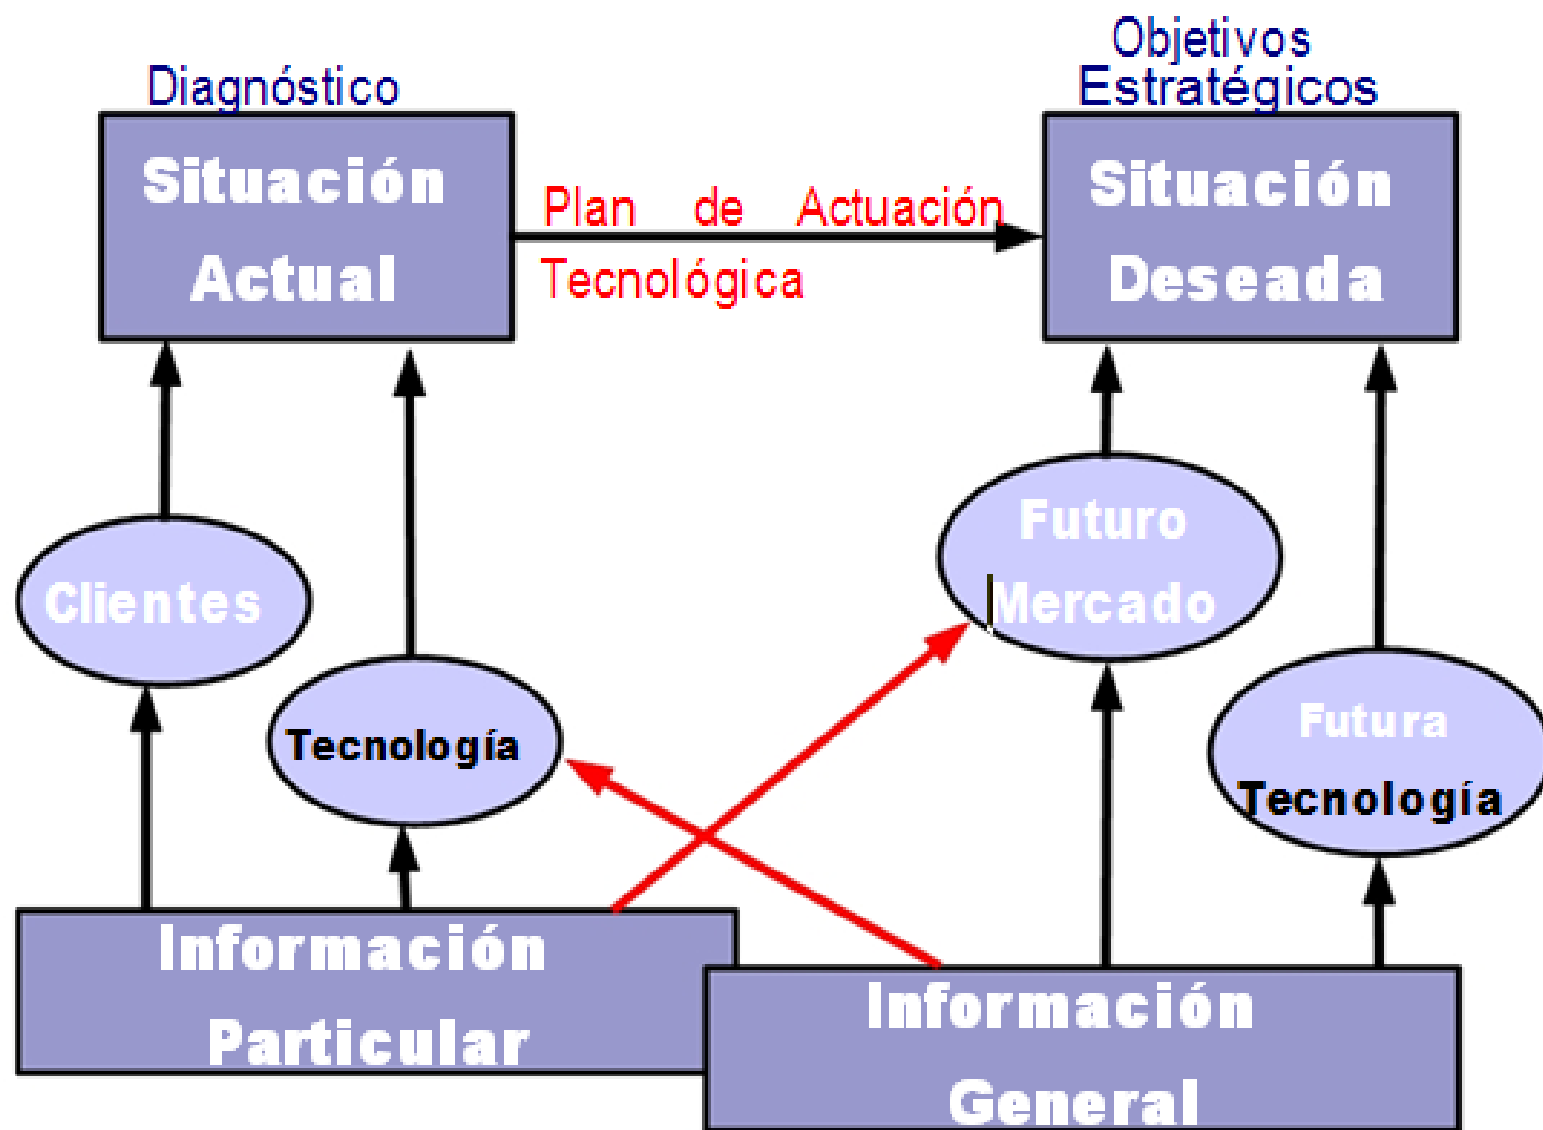 Diagnóstico
Objetivos
Estratégicos
Situación
Actual
Plan de Actuación
Tecnológica
Situación
Deseada
Clientes
Tecnología
Futuro
Mercado
Futura
Tecnología
Información
Particular
Información
General